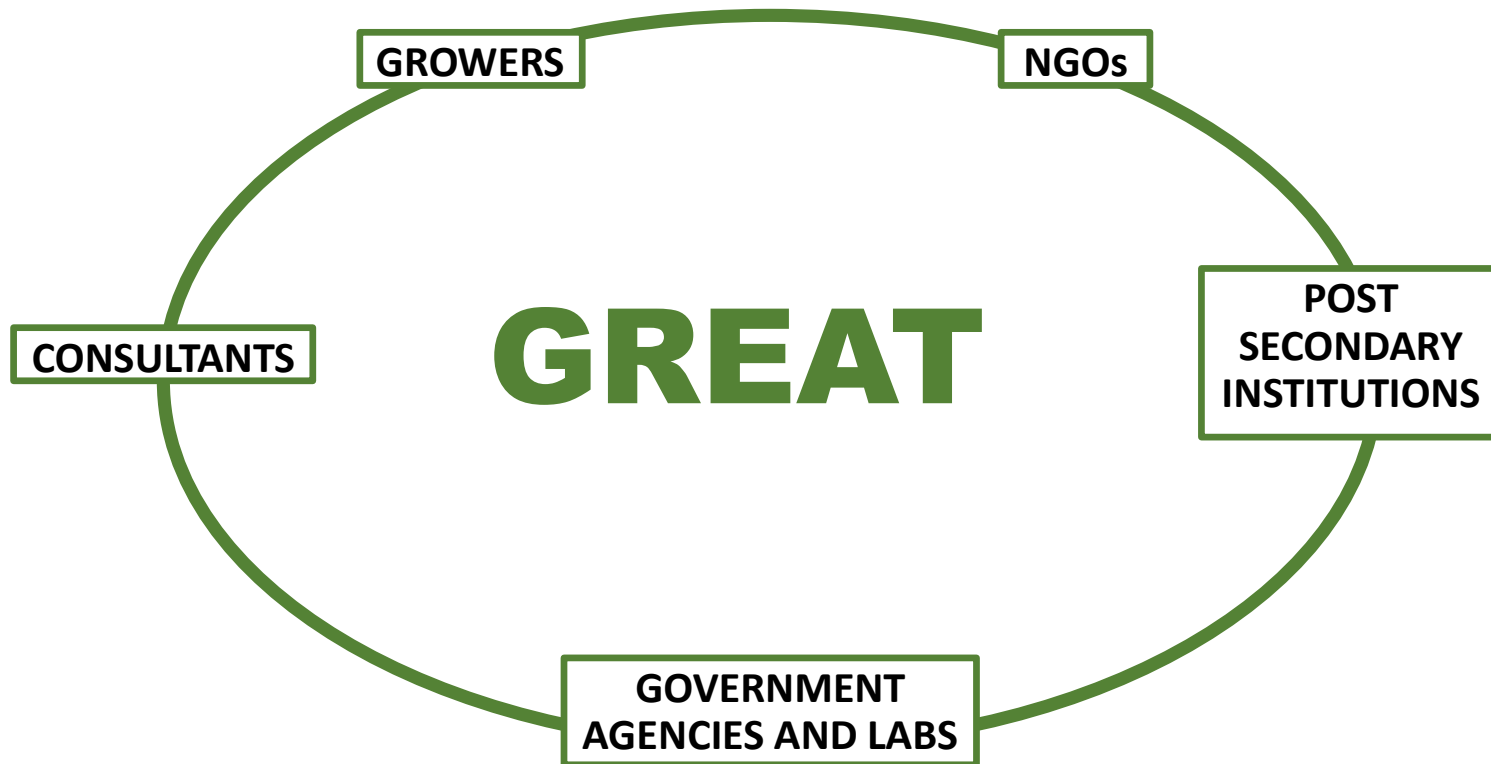 GROWERS
NGOs
POST
SECONDARY
INSTITUTIONS
CONSULTANTS
GREAT
GOVERNMENT
AGENCIES AND LABS